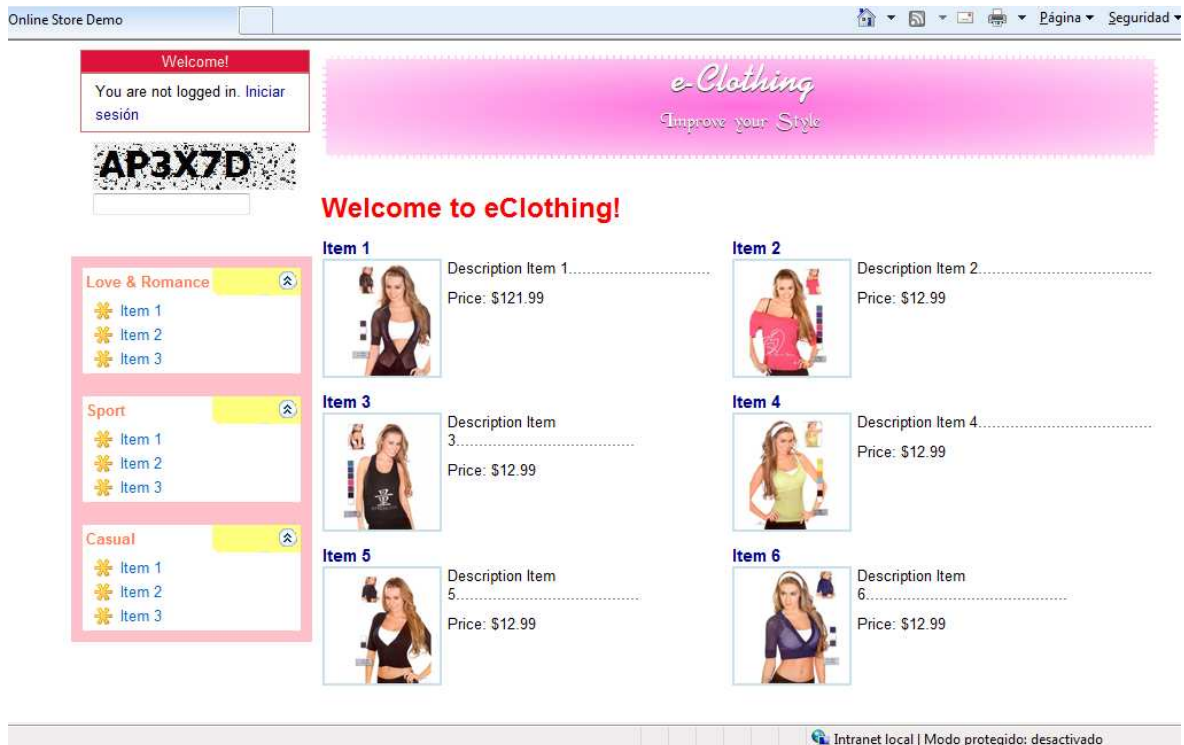 Online Store Demo
Página
Seguridad
Welcome!
You are not logged in. Iniciar
sesión
AP3X7D
e-Clothing
Improve your Style
Welcome to eClothing!
Love & Romance
Item 1
Item 2
Item 3
Sport
Item 1
Item 2
Item 3
Casual
Item 1
Item 2
Item 3
Item 1
Description Item 1................................
Price: $121.99
Item 2
Description Item 2.......................................
Price: $12.99
Item 3
Description Item
3........................................
Price: $12.99
Item 4
Description Item 4.......................................
Price: $12.99
Item 5
Description Item
5.........................................
Price: $12.99
Item 6
Description Item
6.............................................
Price: $12.99
Intranet local | Modo protegido: desactivado